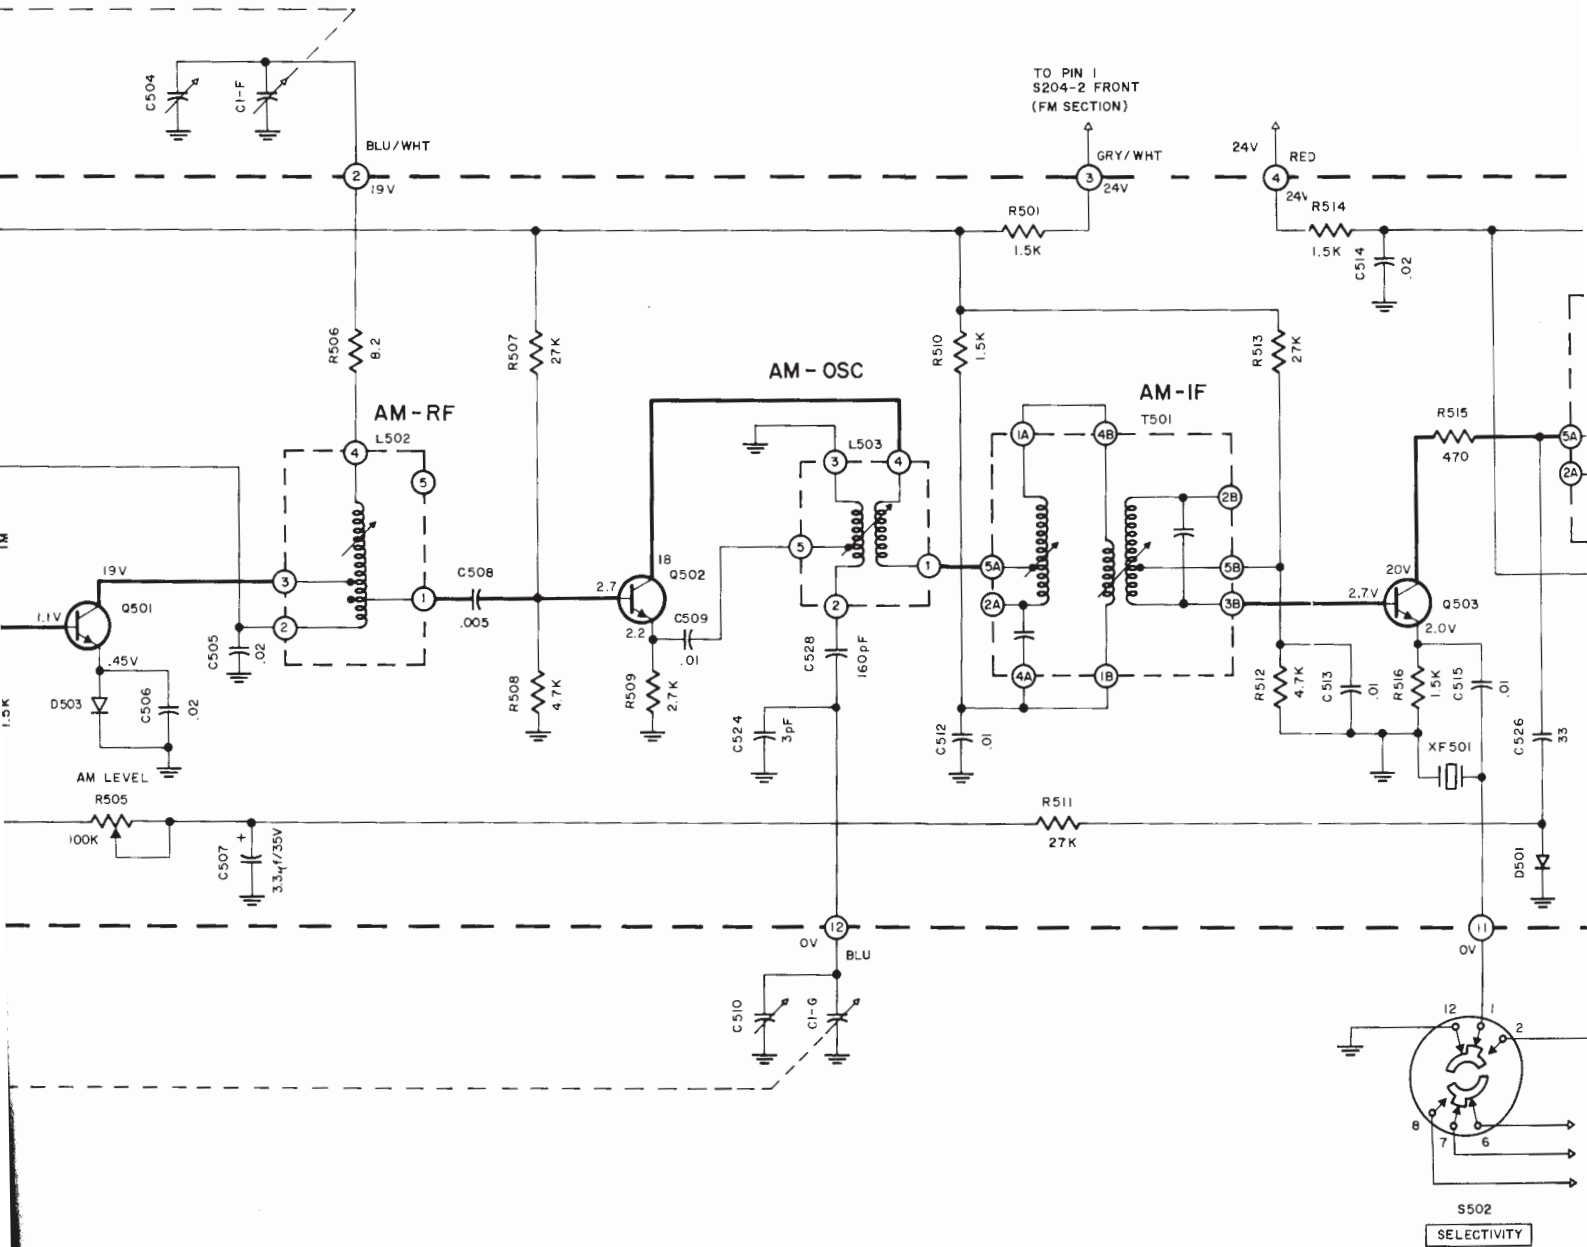 TO PIN 1
S204-2 FRONT
(FM SECTION)
C504
C1-F
BLU/WHT
2
19V
GRY/WHT
3
24V
24V
RED
4
24V
R501
1.5K
R514
1.5K
C514
.02
R506
8.2
R507
27K
R510
1.5K
R513
27K
AM-OSC
AM-RF
L502
4
5
3
2
1
AM-IF
T501
1A
4B
2B
5B
3B
5A
2A
4A
1B
L503
3
4
5
1
2
R515
470
5A
2A
19V
1.1V
Q501
.45V
C505
.02
D503
C506
.02
1.5K
C508
.005
18
2.7
Q502
2.2
C509
.01
R508
4.7K
R509
2.7K
C528
160pF
C524
3pF
C512
.01
20V
2.7V
Q503
2.0V
R512
4.7K
C513
.01
R516
1.5K
C515
.01
XF501
C526
33
AM LEVEL
R505
100K
+
C507
3.3µf/35V
R511
27K
D501
12
0V
BLU
11
0V
C510
C1-G
12
1
2
8
7
6
S502
SELECTIVITY